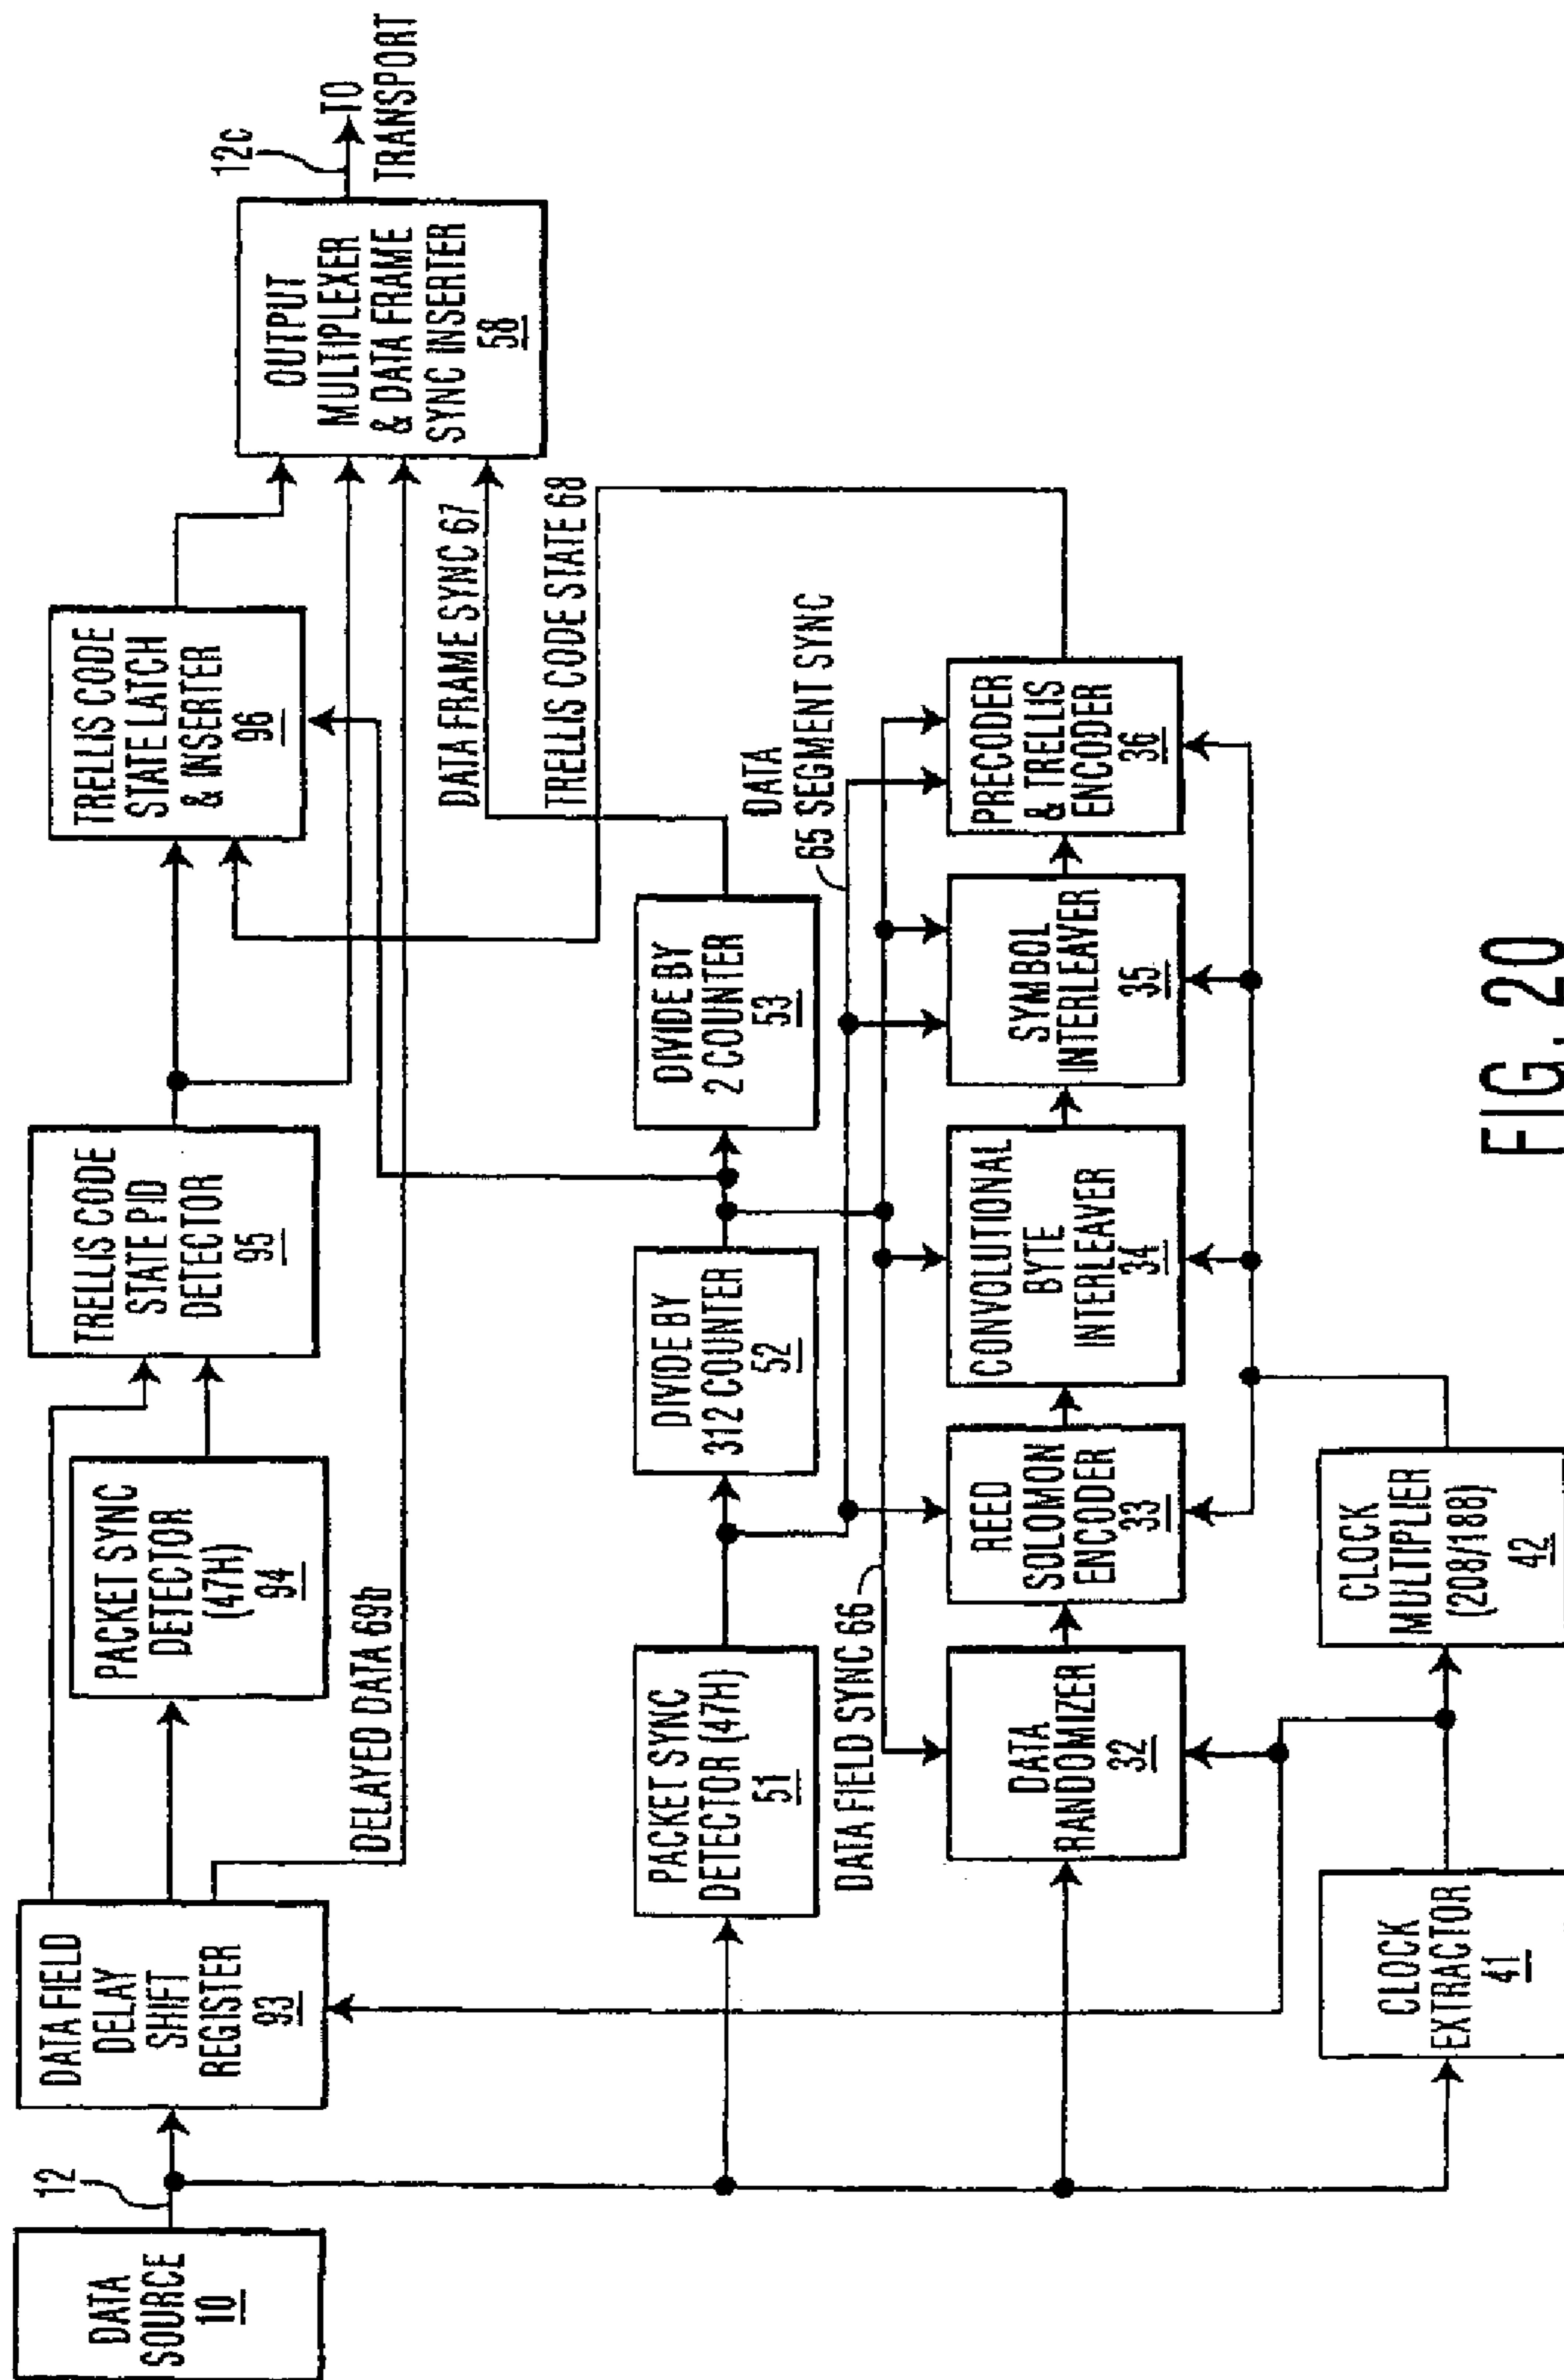 DATA
SOURCE
10
12
DATA FIELD
DELAY
SHIFT
REGISTER
93
PACKET SYNC
DETECTOR
(47H)
94
DELAYED DATA 69b
TRELLIS CODE
STATE PID
DETECTOR
95
TRELLIS CODE
STATE LATCH
& INSERTER
96
OUTPUT
MULTIPLEXER
& DATA FRAME
SYNC INSERTER
58
12c
TO
TRANSPORT
DATA FRAME SYNC 67
TRELLIS CODE STATE 68
PACKET SYNC
DETECTOR (47H)
51
DIVIDE BY
312 COUNTER
52
DIVIDE BY
2 COUNTER
53
DATA
65 SEGMENT SYNC
DATA FIELD SYNC 66
DATA
RANDOMIZER
32
REED
SOLOMON
ENCODER
33
CONVOLUTIONAL
BYTE
INTERLEAVER
34
SYMBOL
INTERLEAVER
35
PRECODER
& TRELLIS
ENCODER
36
CLOCK
EXTRACTOR
41
CLOCK
MULTIPLIER
(208/188)
42
FIG. 20